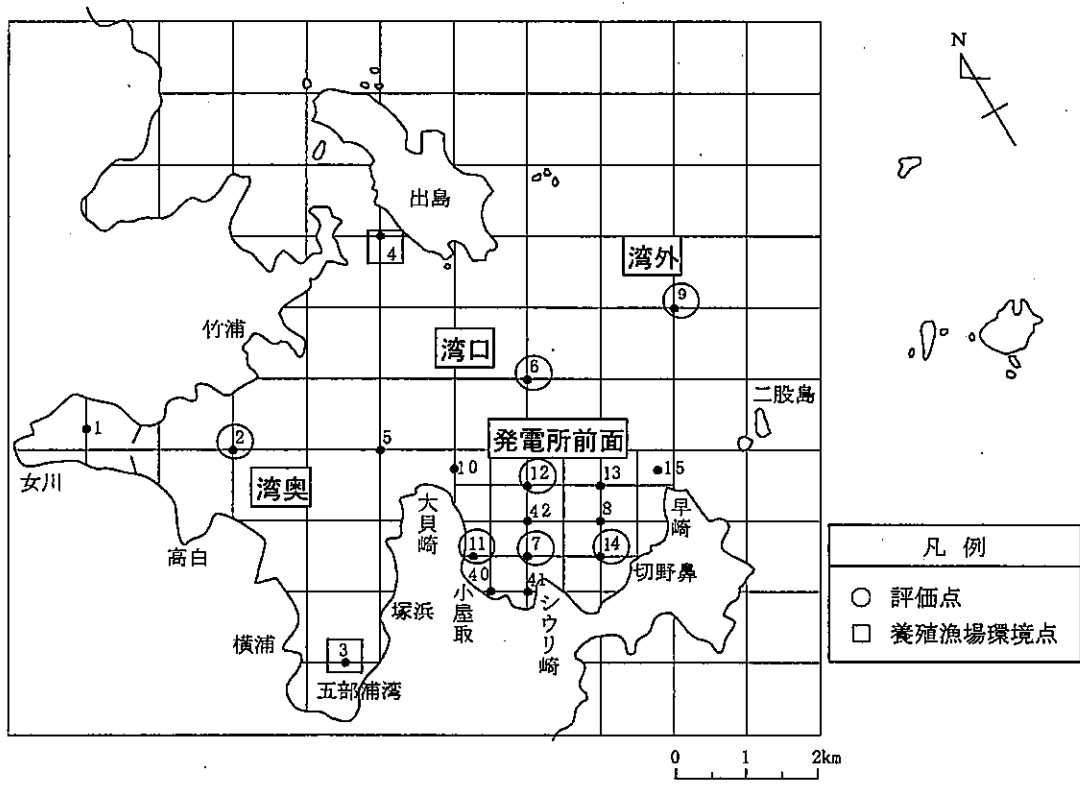 N
出島
4
湾外
9
竹浦
湾口
6
二股島
1
2
5
発電所前面
10
12
13
15
女川
湾奥
大貝崎
42
8
早崎
高白
11
7
14
切野鼻
40
41
小屋取
シウリ崎
塚浜
横浦
3
五部浦湾
凡例
評価点
養殖漁場環境点
0 1 2km